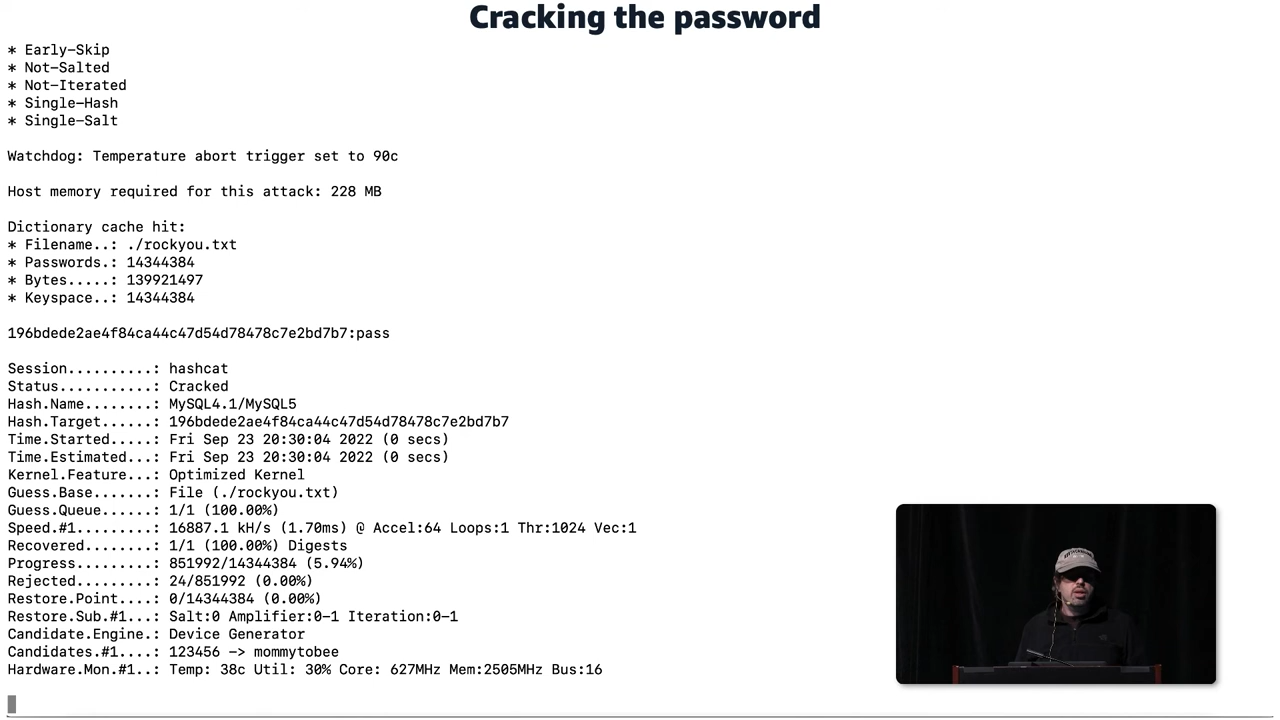 Cracking the password
* Early-Skip
* Not-Salted
* Not-Iterated
* Single-Hash
* Single-Salt
Watchdog: Temperature abort trigger set to 90c
Host memory required for this attack: 228 MB
Dictionary cache hit:
* Filename..: ./rockyou.txt
* Passwords.: 14344384
* Bytes.....: 139921497
* Keyspace..: 14344384
196bdede2ae4f84ca44c47d54d78478c7e2bd7b7:pass
Session..........: hashcat
Status...........: Cracked
Hash.Name........: MySQL4.1/MySQL5
Hash.Target......: 196bdede2ae4f84ca44c47d54d78478c7e2bd7b7
Time.Started.....: Fri Sep 23 20:30:04 2022 (0 secs)
Time.Estimated...: Fri Sep 23 20:30:04 2022 (0 secs)
Kernel.Feature...: Optimized Kernel
Guess.Base.......: File (./rockyou.txt)
Guess.Queue......: 1/1 (100.00%)
Speed.#1.........: 16887.1 kH/s (1.70ms) @ Accel:64 Loops:1 Thr:1024 Vec:1
Recovered........: 1/1 (100.00%) Digests
Progress.........: 851992/14344384 (5.94%)
Rejected.........: 24/851992 (0.00%)
Restore.Point....: 0/14344384 (0.00%)
Restore.Sub.#1...: Salt:0 Amplifier:0-1 Iteration:0-1
Candidate.Engine.: Device Generator
Candidates.#1....: 123456 -> mommytobee
Hardware.Mon.#1..: Temp: 38c Util: 30% Core: 627MHz Mem:2505MHz Bus:16